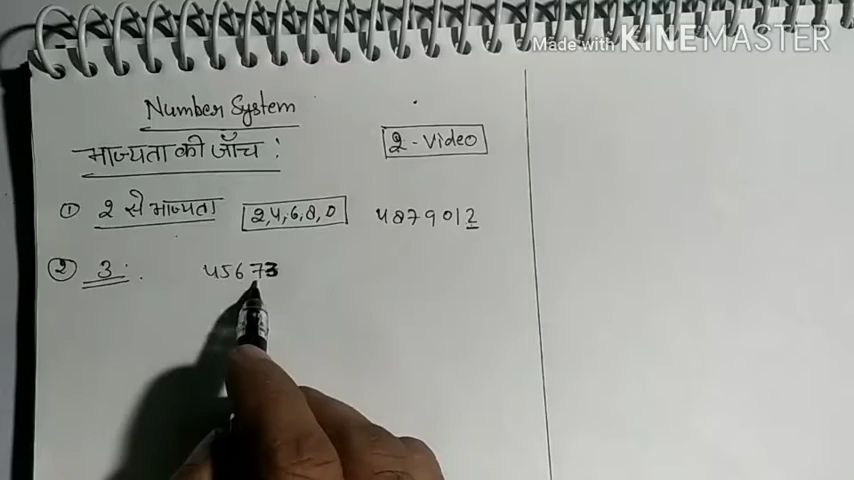 Made with KINEMASTER
Number System
भाज्यता की जाँच :
2 - Video
① 2 से भाज्यता 2,4,6,8,0 4879012
② 3 : 45673